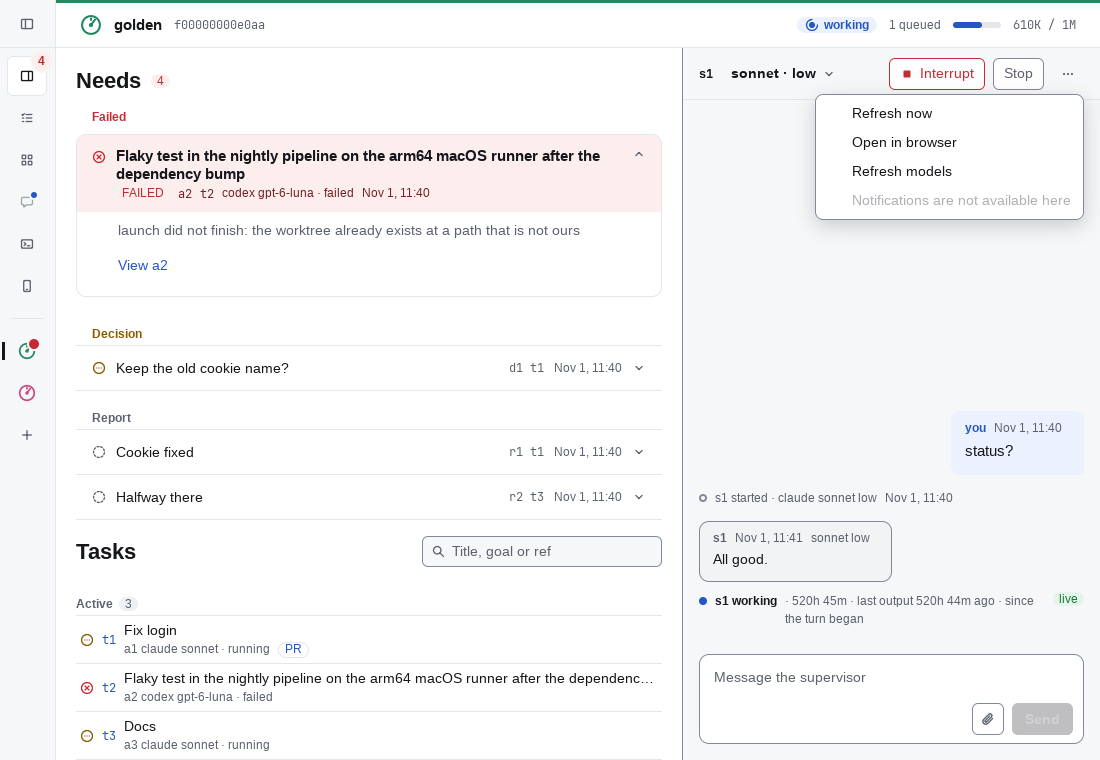 4
golden f00000000e0aa
working 1 queued 610K / 1M
Needs 4
Failed
Flaky test in the nightly pipeline on the arm64 macOS runner after the
dependency bump
FAILED a2 t2 codex gpt-6-luna · failed Nov 1, 11:40
launch did not finish: the worktree already exists at a path that is not ours
View a2
Decision
Keep the old cookie name? d1 t1 Nov 1, 11:40
Report
Cookie fixed r1 t1 Nov 1, 11:40
Halfway there r2 t3 Nov 1, 11:40
Tasks
Title, goal or ref
Active 3
t1 Fix login
a1 claude sonnet · running PR
t2 Flaky test in the nightly pipeline on the arm64 macOS runner after the dependenc…
a2 codex gpt-6-luna · failed
t3 Docs
a3 claude sonnet · running
s1 sonnet · low Interrupt Stop
Refresh now
Open in browser
Refresh models
Notifications are not available here
you Nov 1, 11:40
status?
s1 started · claude sonnet low Nov 1, 11:40
s1 Nov 1, 11:41 sonnet low
All good.
s1 working · 520h 45m · last output 520h 44m ago · since live
the turn began
Message the supervisor
Send